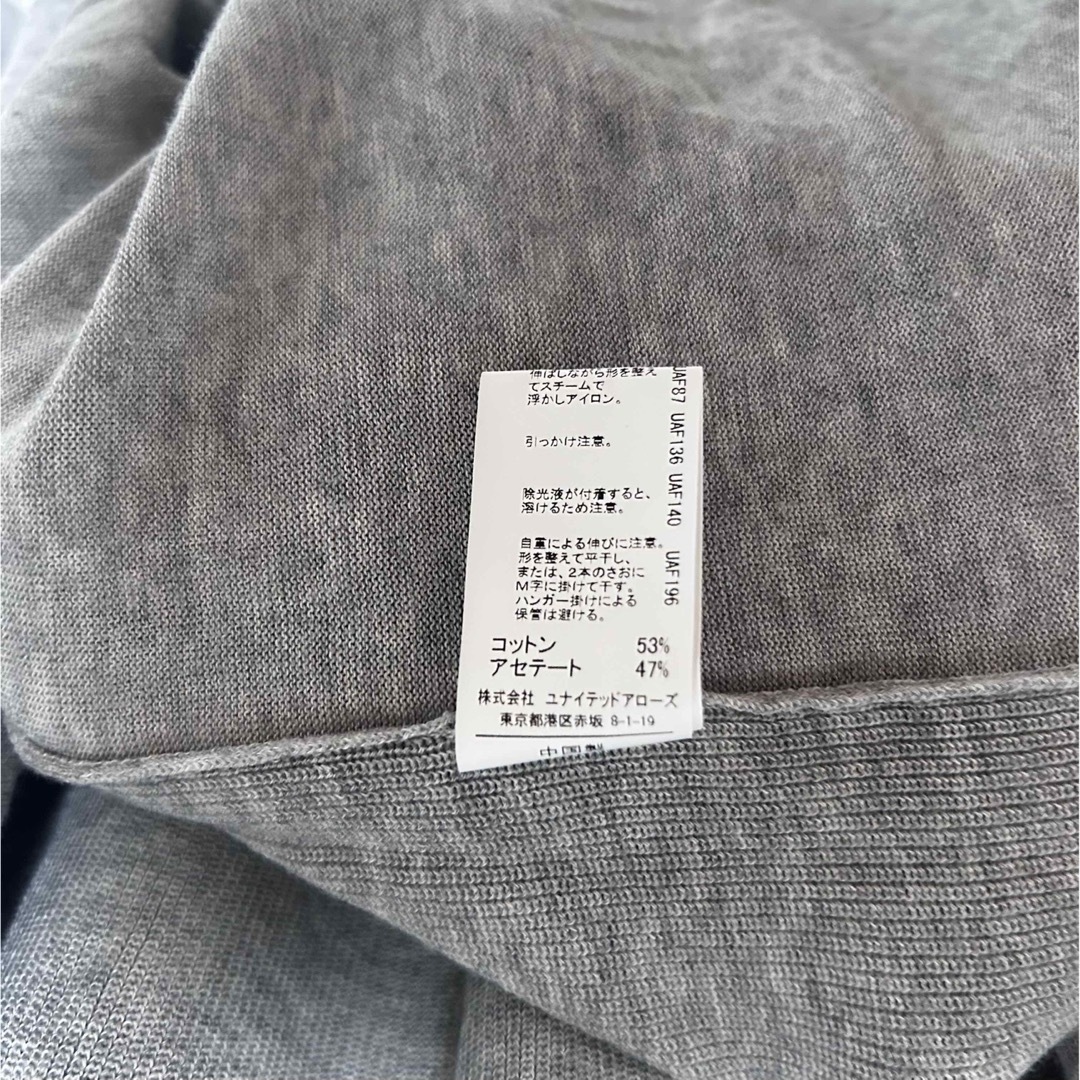 伸ばしながら形を整え
てスチームで
浮かしアイロン。
引っかけ注意。
除光液が付着すると、
溶けるため注意。
自重による伸びに注意。
形を整えて平干し、
または、2本のさおに
M字に掛けて干す。
ハンガー掛けによる
保管は避ける。
UAF87 UAF136 UAF140 UAF196
コットン 53%
アセテート 47%
株式会社 ユナイテッドアローズ
東京都港区赤坂 8-1-19
中国製